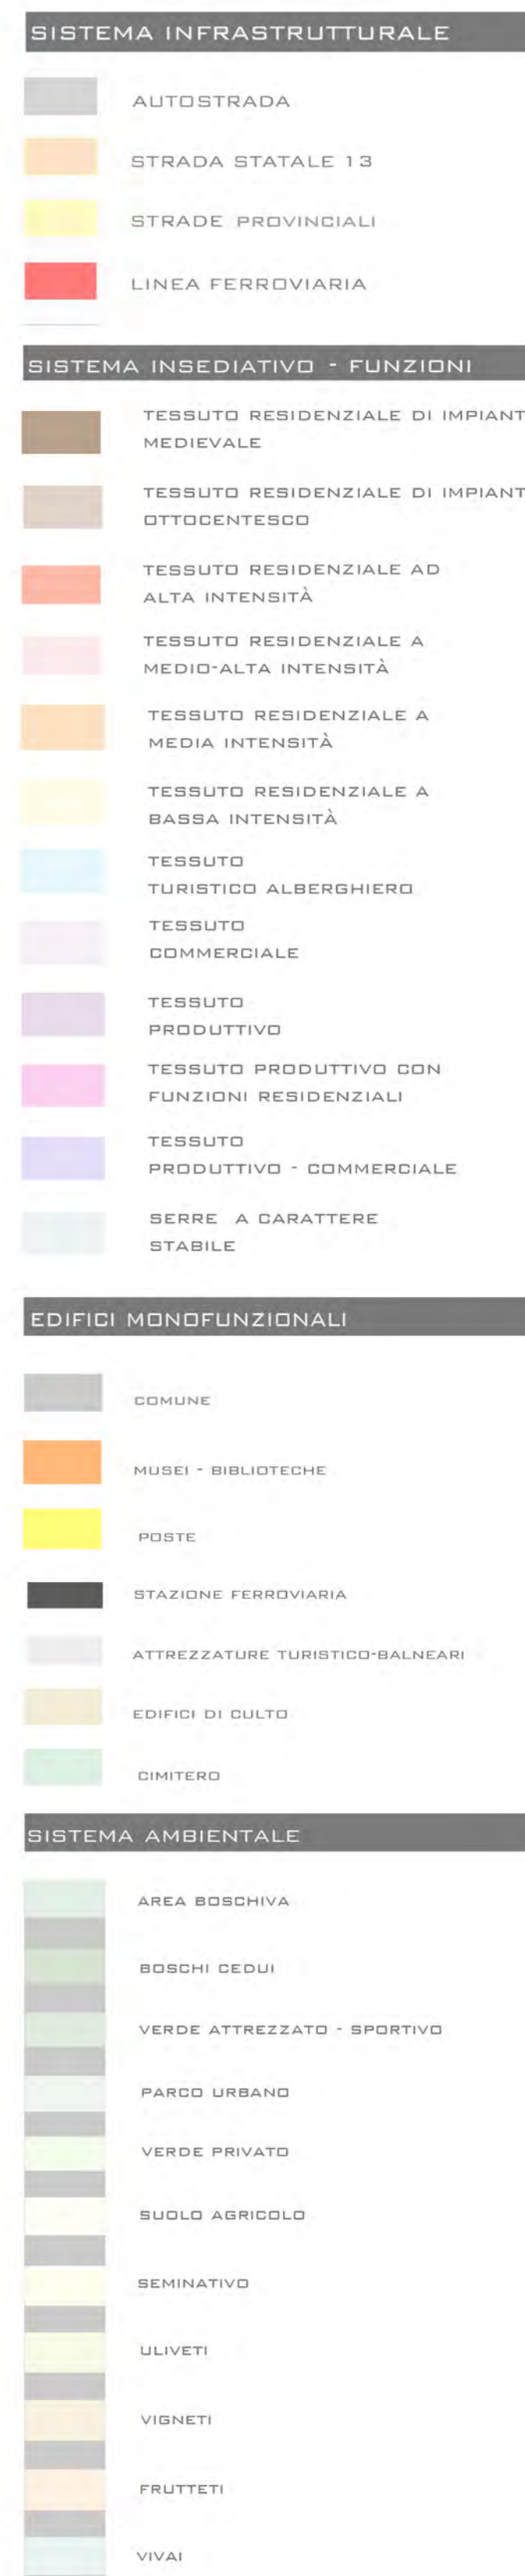 SISTEMA INFRASTRUTTURALE
AUTOSTRADA
STRADA STATALE 13
STRADE PROVINCIALI
LINEA FERROVIARIA
SISTEMA INSEDIATIVO - FUNZIONI
TESSUTO RESIDENZIALE DI IMPIANT
MEDIEVALE
TESSUTO RESIDENZIALE DI IMPIANT
OTTOCENTESCO
TESSUTO RESIDENZIALE AD
ALTA INTENSITÀ
TESSUTO RESIDENZIALE A
MEDIO-ALTA INTENSITÀ
TESSUTO RESIDENZIALE A
MEDIA INTENSITÀ
TESSUTO RESIDENZIALE A
BASSA INTENSITÀ
TESSUTO
TURISTICO ALBERGHIERO
TESSUTO
COMMERCIALE
TESSUTO
PRODUTTIVO
TESSUTO PRODUTTIVO CON
FUNZIONI RESIDENZIALI
TESSUTO
PRODUTTIVO - COMMERCIALE
SERRE A CARATTERE
STABILE
EDIFICI MONOFUNZIONALI
COMUNE
MUSEI - BIBLIOTECHE
POSTE
STAZIONE FERROVIARIA
ATTREZZATURE TURISTICO-BALNEARI
EDIFICI DI CULTO
CIMITERO
SISTEMA AMBIENTALE
AREA BOSCHIVA
BOSCHI CEDUI
VERDE ATTREZZATO - SPORTIVO
PARCO URBANO
VERDE PRIVATO
SUOLO AGRICOLO
SEMINATIVO
ULIVETI
VIGNETI
FRUTTETI
VIVAI